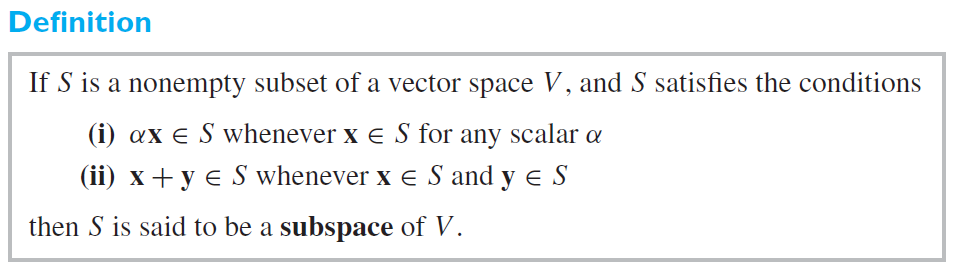 Definition
If S is a nonempty subset of a vector space V, and S satisfies the conditions
(i) αx ∈ S whenever x ∈ S for any scalar α
(ii) x + y ∈ S whenever x ∈ S and y ∈ S
then S is said to be a subspace of V.